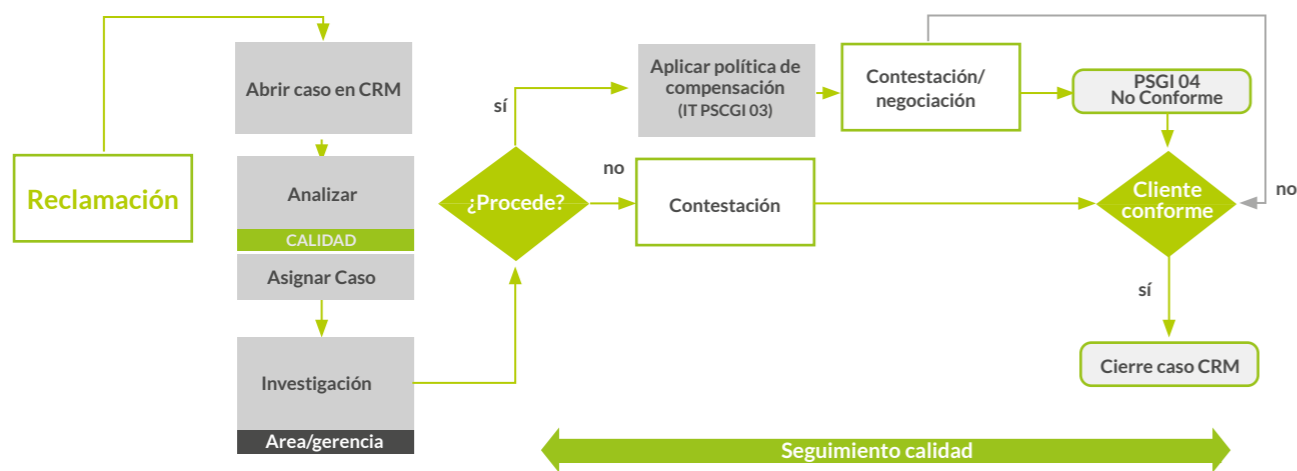 Reclamación
Abrir caso en CRM
Analizar
CALIDAD
Asignar Caso
Investigación
Area/gerencia
¿Procede?
sí
Aplicar política de
compensación
(IT PSCGI 03)
Contestación/
negociación
PSGI 04
No Conforme
no
Contestación
Cliente
conforme
no
sí
Cierre caso CRM
Seguimiento calidad